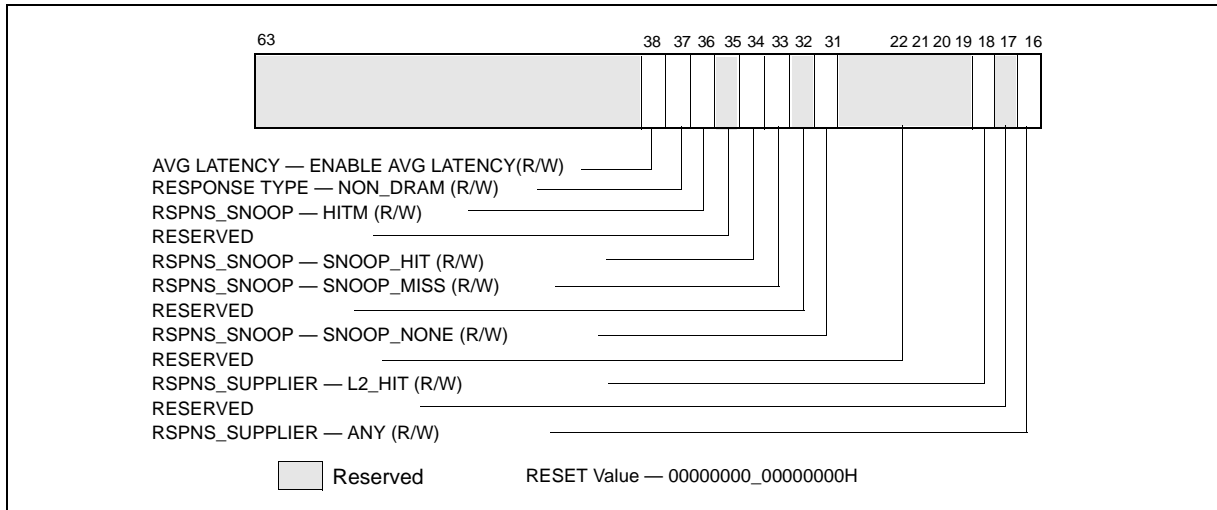 63 38 37 36 35 34 33 32 31 22 21 20 19 18 17 16
AVG LATENCY — ENABLE AVG LATENCY(R/W)
RESPONSE TYPE — NON_DRAM (R/W)
RSPNS_SNOOP — HITM (R/W)
RESERVED
RSPNS_SNOOP — SNOOP_HIT (R/W)
RSPNS_SNOOP — SNOOP_MISS (R/W)
RESERVED
RSPNS_SNOOP — SNOOP_NONE (R/W)
RESERVED
RSPNS_SUPPLIER — L2_HIT (R/W)
RESERVED
RSPNS_SUPPLIER — ANY (R/W)
Reserved RESET Value — 00000000_00000000H